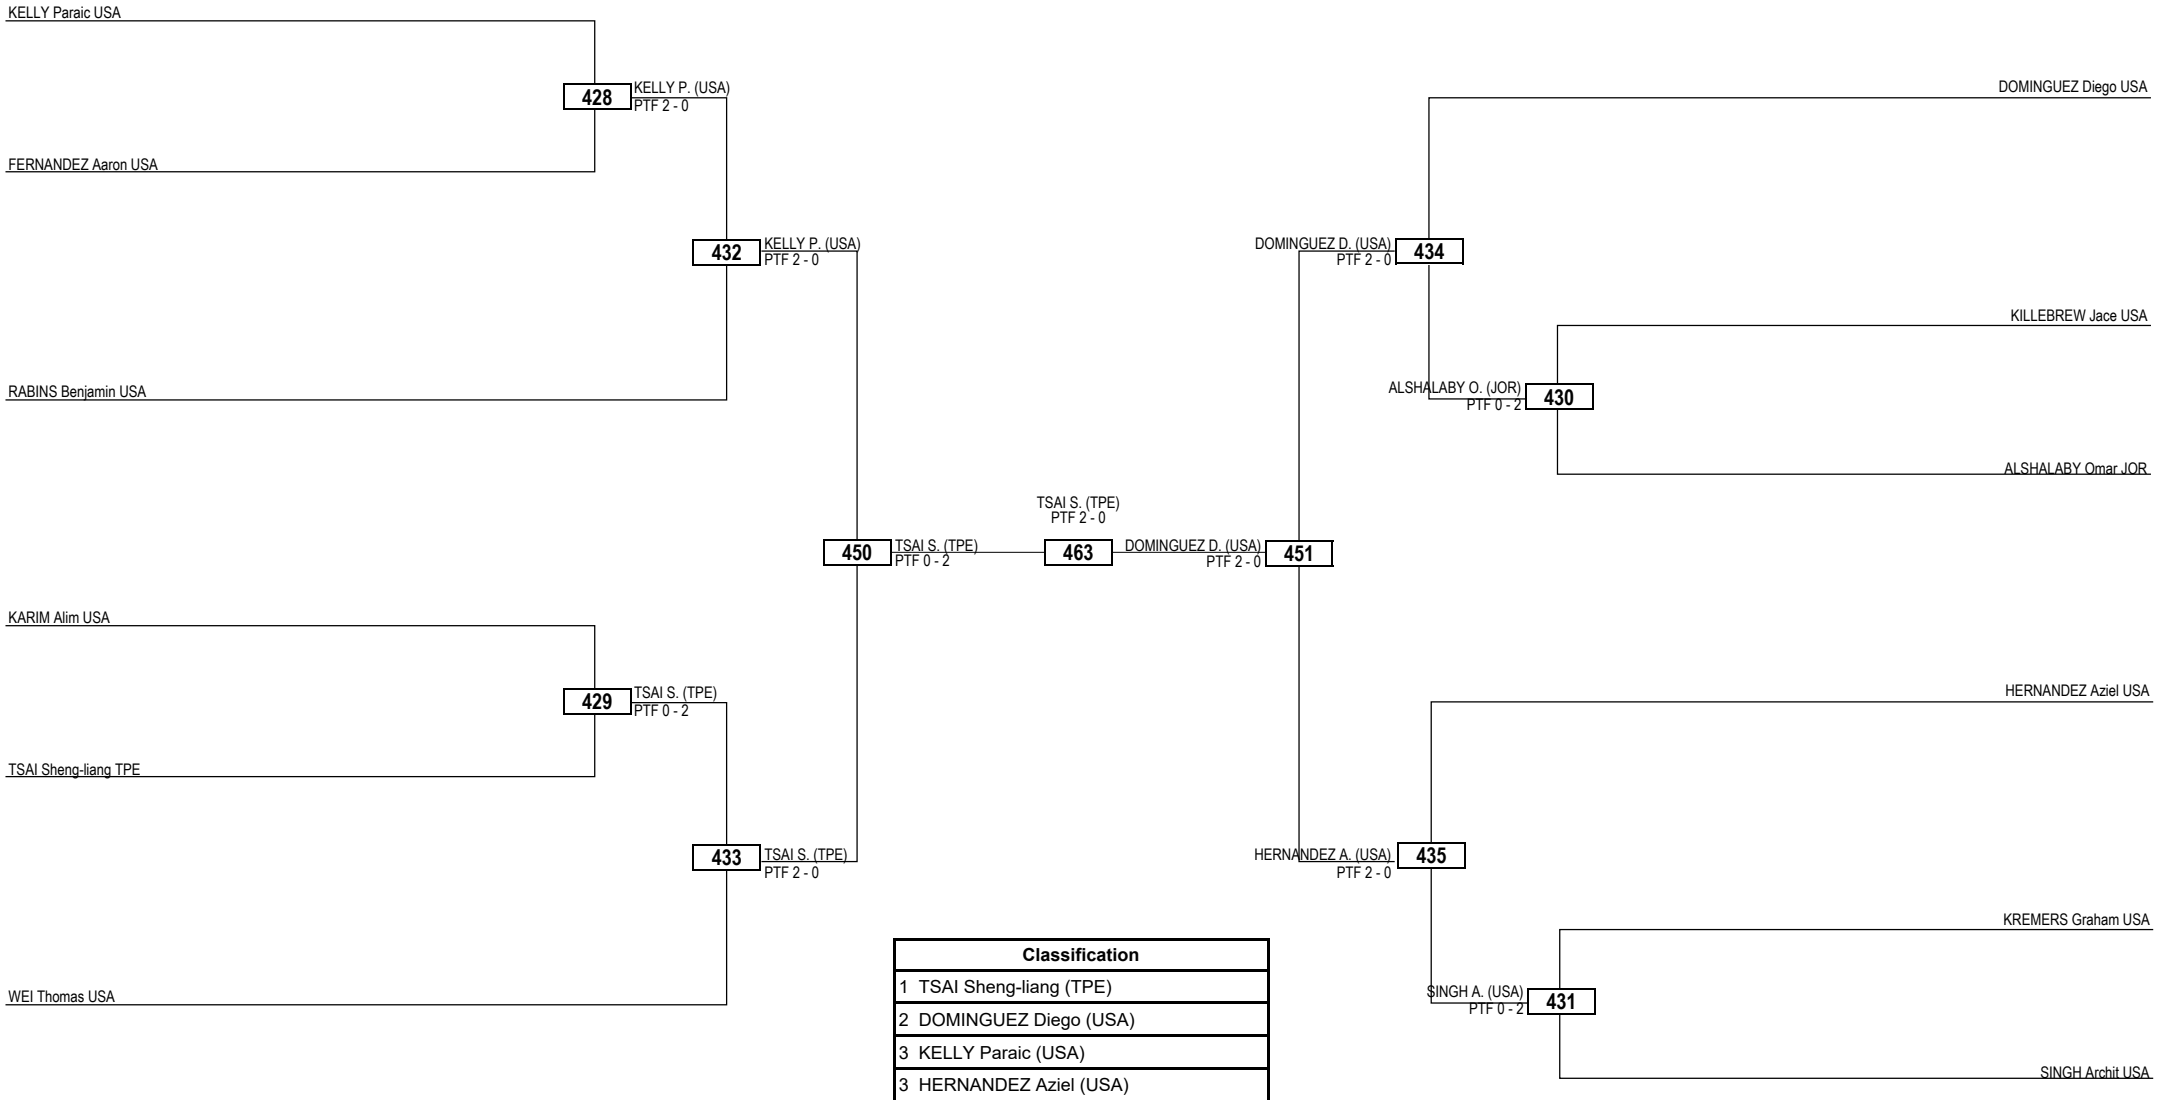 KELLY Paraic USA
428
KELLY P. (USA)
PTF 2 - 0
FERNANDEZ Aaron USA
432
KELLY P. (USA)
PTF 2 - 0
RABINS Benjamin USA
450
TSAI S. (TPE)
PTF 0 - 2
KARIM Alim USA
429
TSAI S. (TPE)
PTF 0 - 2
TSAI Sheng-liang TPE
433
TSAI S. (TPE)
PTF 2 - 0
WEI Thomas USA
TSAI S. (TPE)
PTF 2 - 0
463
DOMINGUEZ Diego USA
DOMINGUEZ D. (USA)
PTF 2 - 0
434
KILLEBREW Jace USA
ALSHALABY O. (JOR)
PTF 0 - 2
430
ALSHALABY Omar JOR
DOMINGUEZ D. (USA)
PTF 2 - 0
451
HERNANDEZ Aziel USA
HERNANDEZ A. (USA)
PTF 2 - 0
435
KREMERS Graham USA
SINGH A. (USA)
PTF 0 - 2
431
SINGH Archit USA
Classification
1 TSAI Sheng-liang (TPE)
2 DOMINGUEZ Diego (USA)
3 KELLY Paraic (USA)
3 HERNANDEZ Aziel (USA)